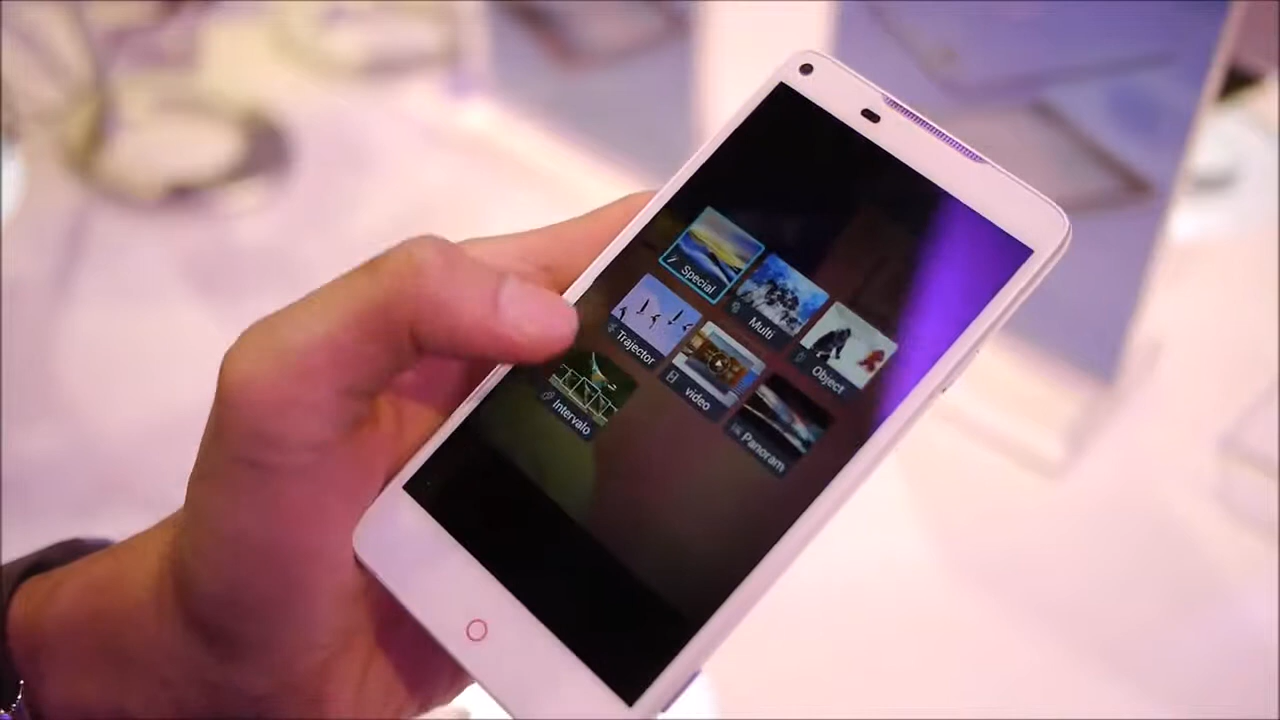 Special
Multi
Object
Trajector
video
Panoram
Intervalo